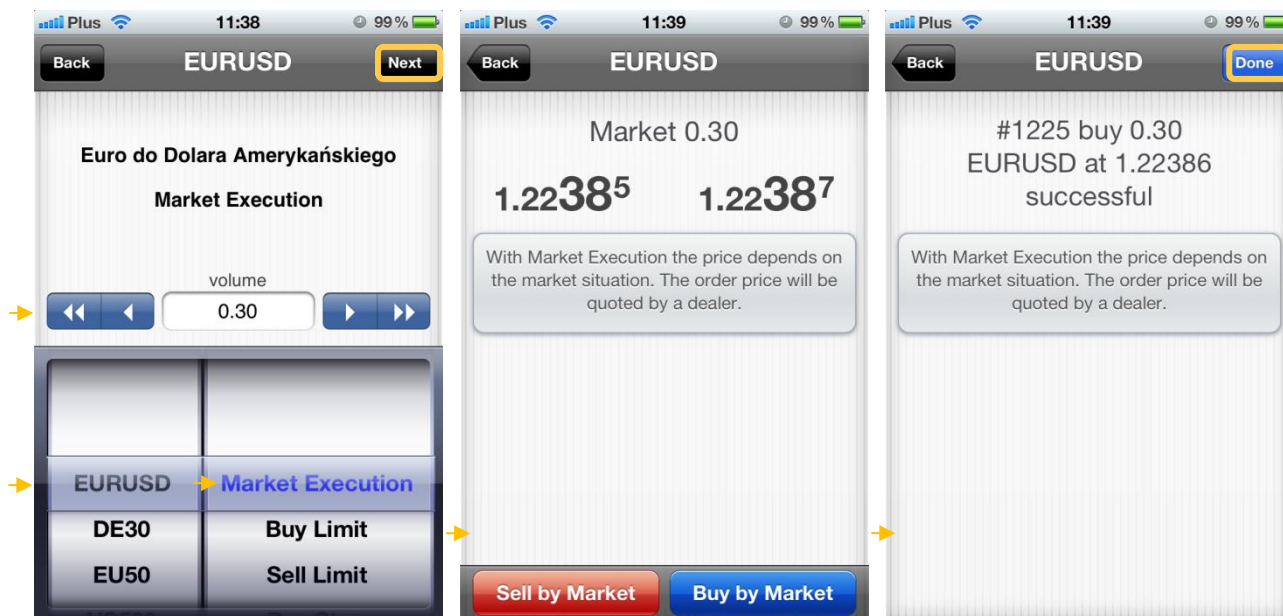 Plus 11:38 99%
Back EURUSD Next
Euro do Dolara Amerykańskiego
Market Execution
volume
0.30
EURUSD Market Execution
DE30 Buy Limit
EU50 Sell Limit
Plus 11:39 99%
Back EURUSD
Market 0.30
1.22385 1.22387
With Market Execution the price depends on
the market situation. The order price will be
quoted by a dealer.
Sell by Market Buy by Market
Plus 11:39 99%
Back EURUSD Done
#1225 buy 0.30
EURUSD at 1.22386
successful
With Market Execution the price depends on
the market situation. The order price will be
quoted by a dealer.